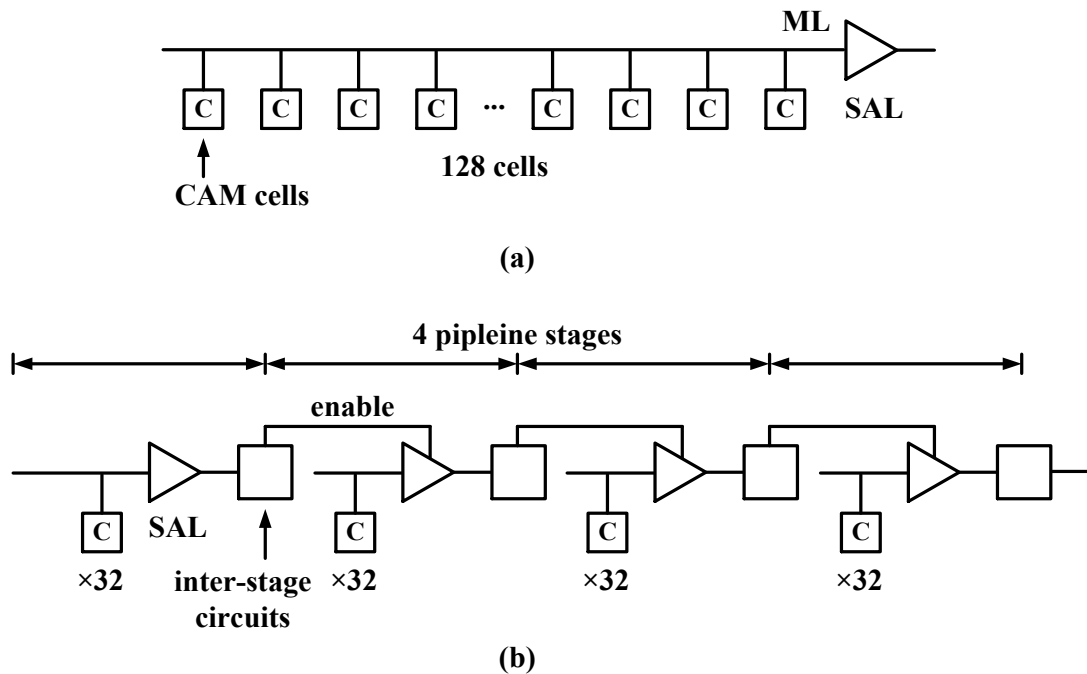 ML
C C C C ... C C C C
SAL
128 cells
CAM cells
(a)
4 pipleine stages
enable
C SAL C C C
×32 inter-stage ×32 ×32 ×32
circuits
(b)